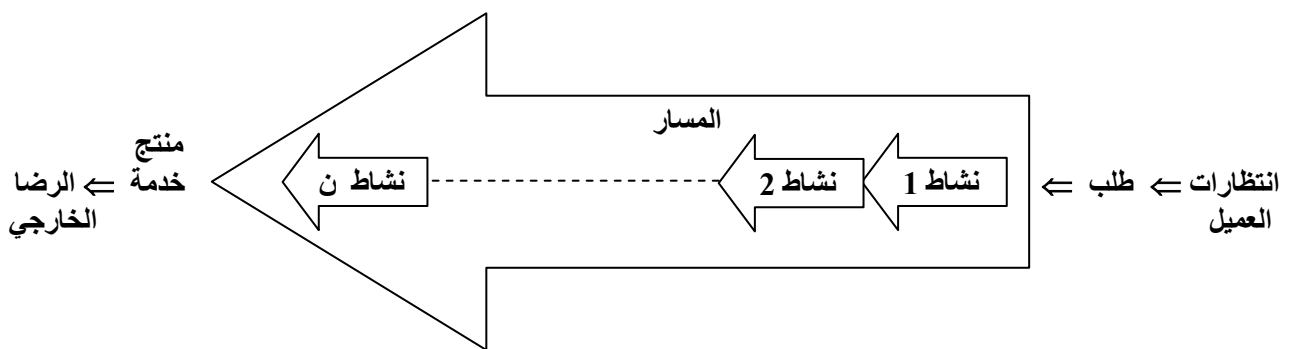 المسار
انتظارات ⇐ طلب ⇐
العميل
نشاط 1
نشاط 2
نشاط ن
منتج
خدمة ⇐ الرضا
الخارجي